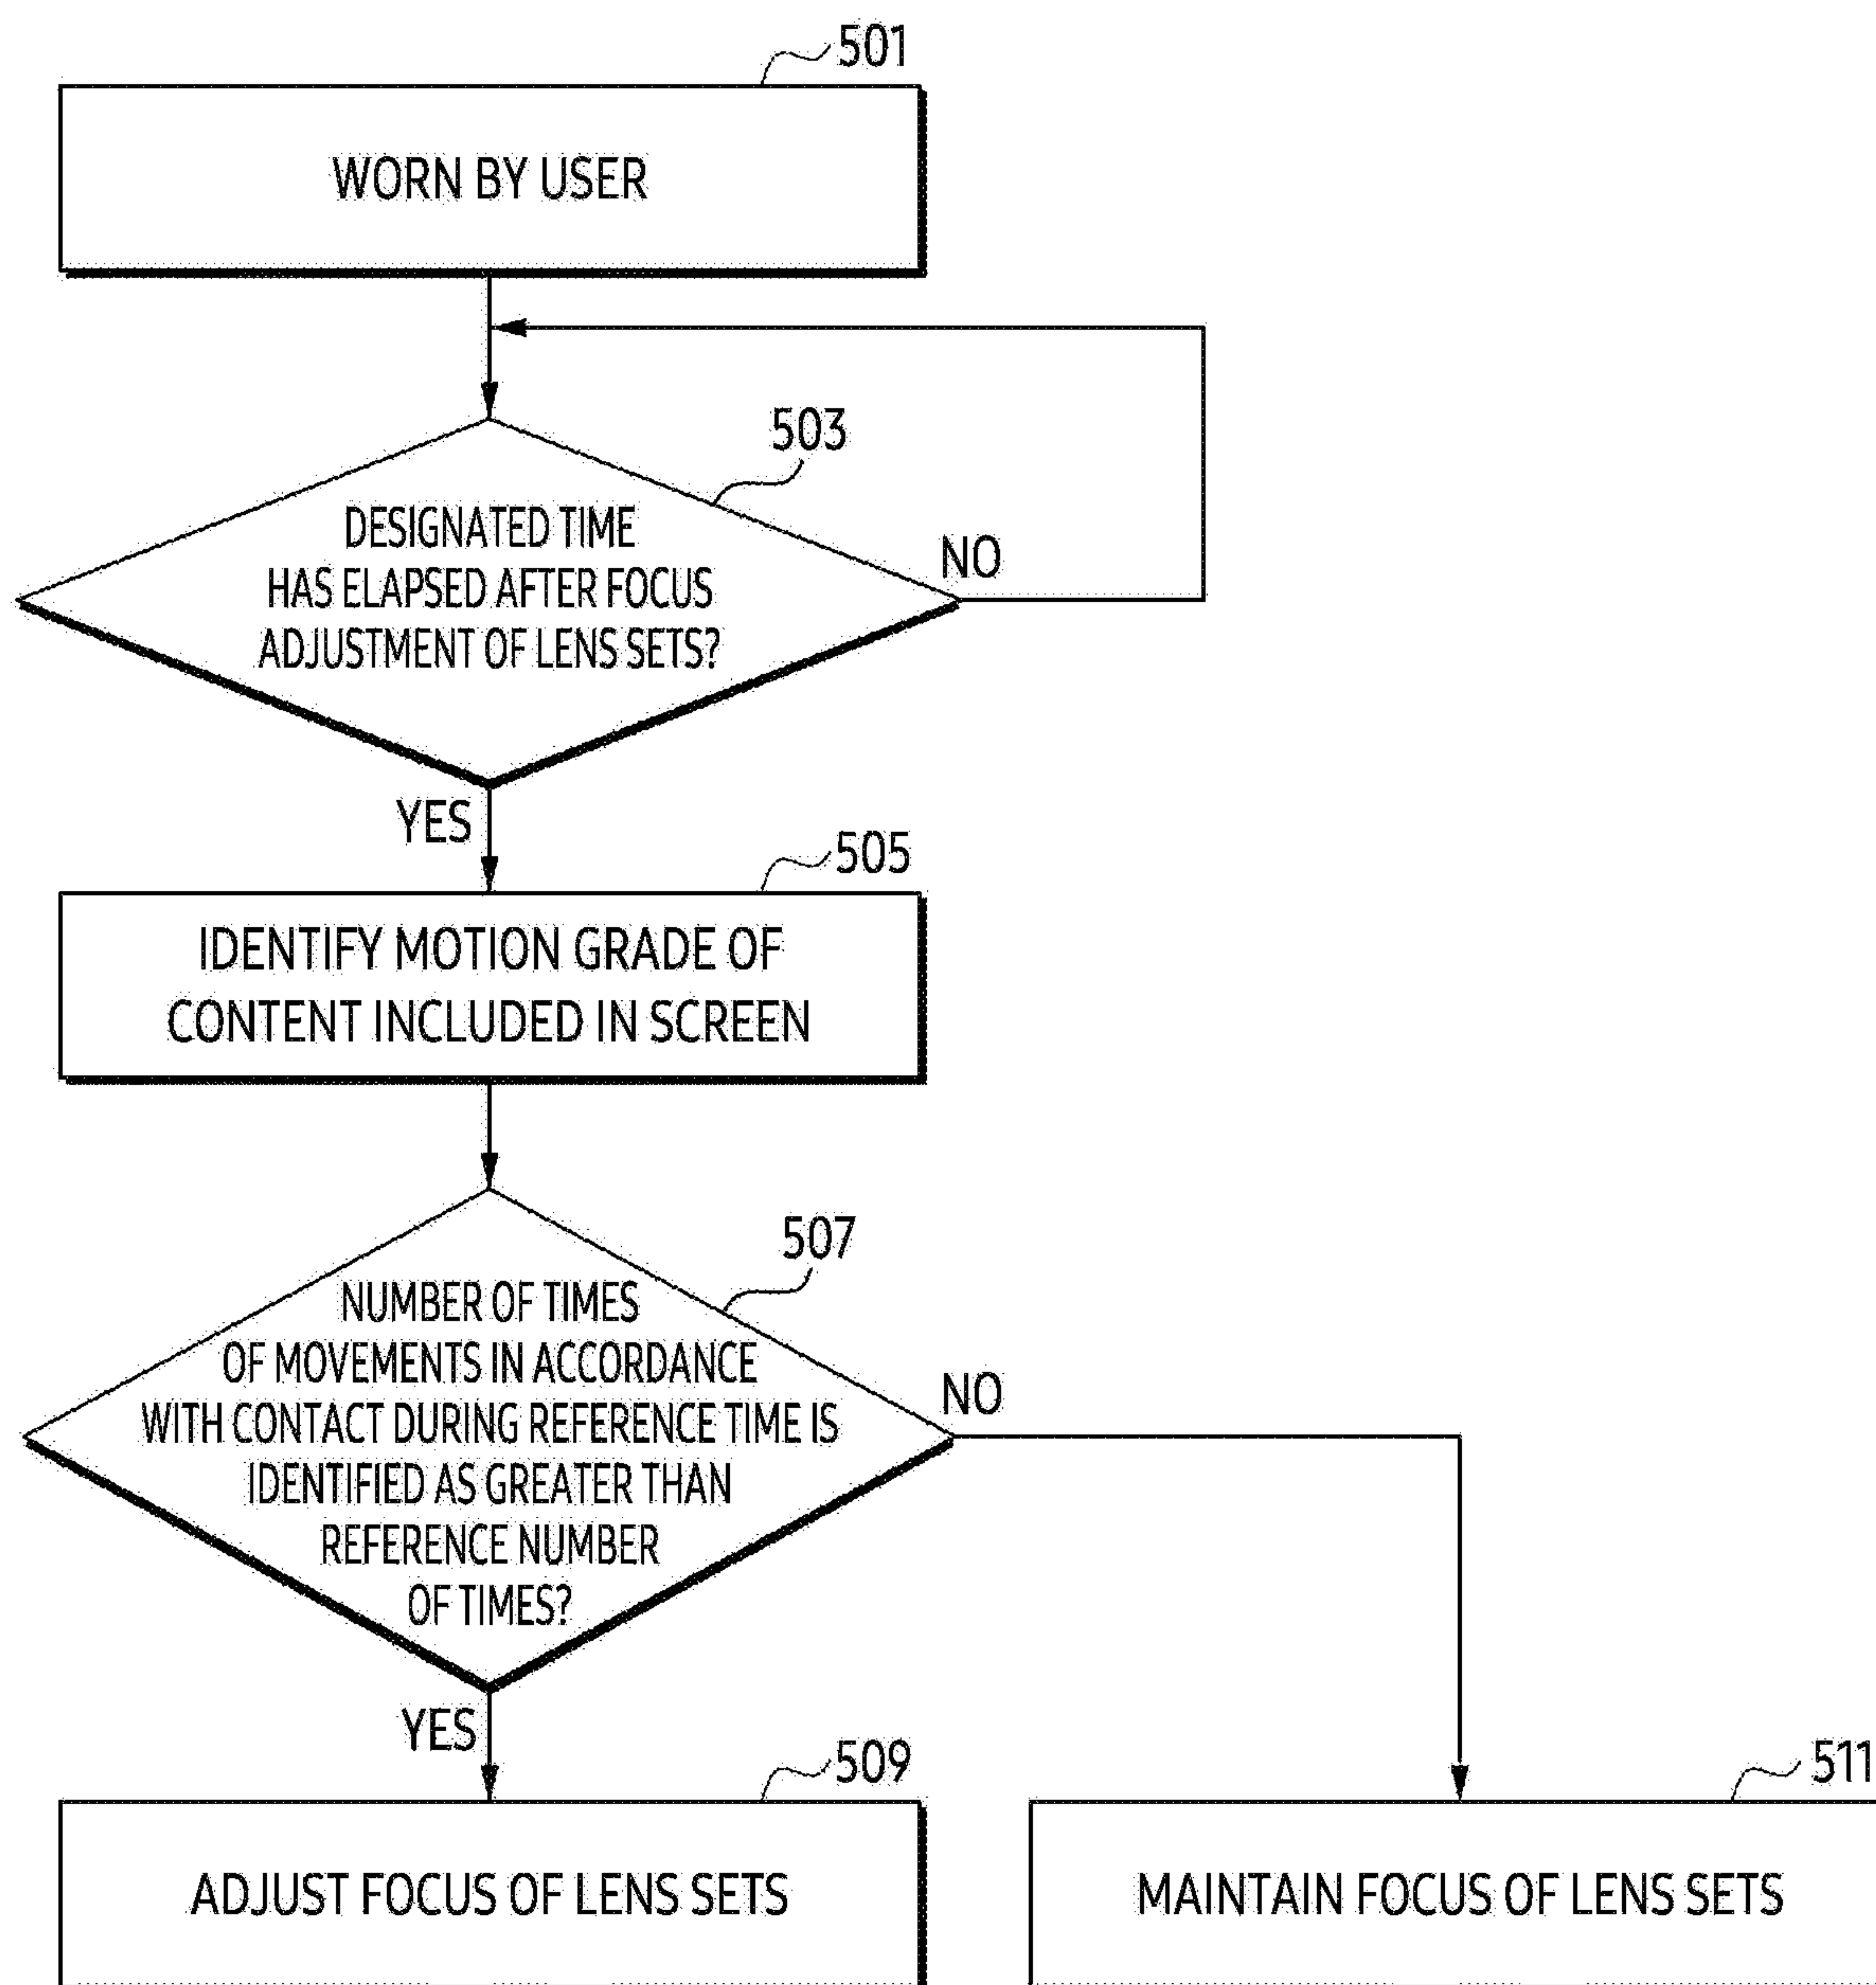 501
WORN BY USER
503
DESIGNATED TIME
HAS ELAPSED AFTER FOCUS
ADJUSTMENT OF LENS SETS?
NO
YES
505
IDENTIFY MOTION GRADE OF
CONTENT INCLUDED IN SCREEN
507
NUMBER OF TIMES
OF MOVEMENTS IN ACCORDANCE
WITH CONTACT DURING REFERENCE TIME IS
IDENTIFIED AS GREATER THAN
REFERENCE NUMBER
OF TIMES?
NO
YES
509
ADJUST FOCUS OF LENS SETS
511
MAINTAIN FOCUS OF LENS SETS